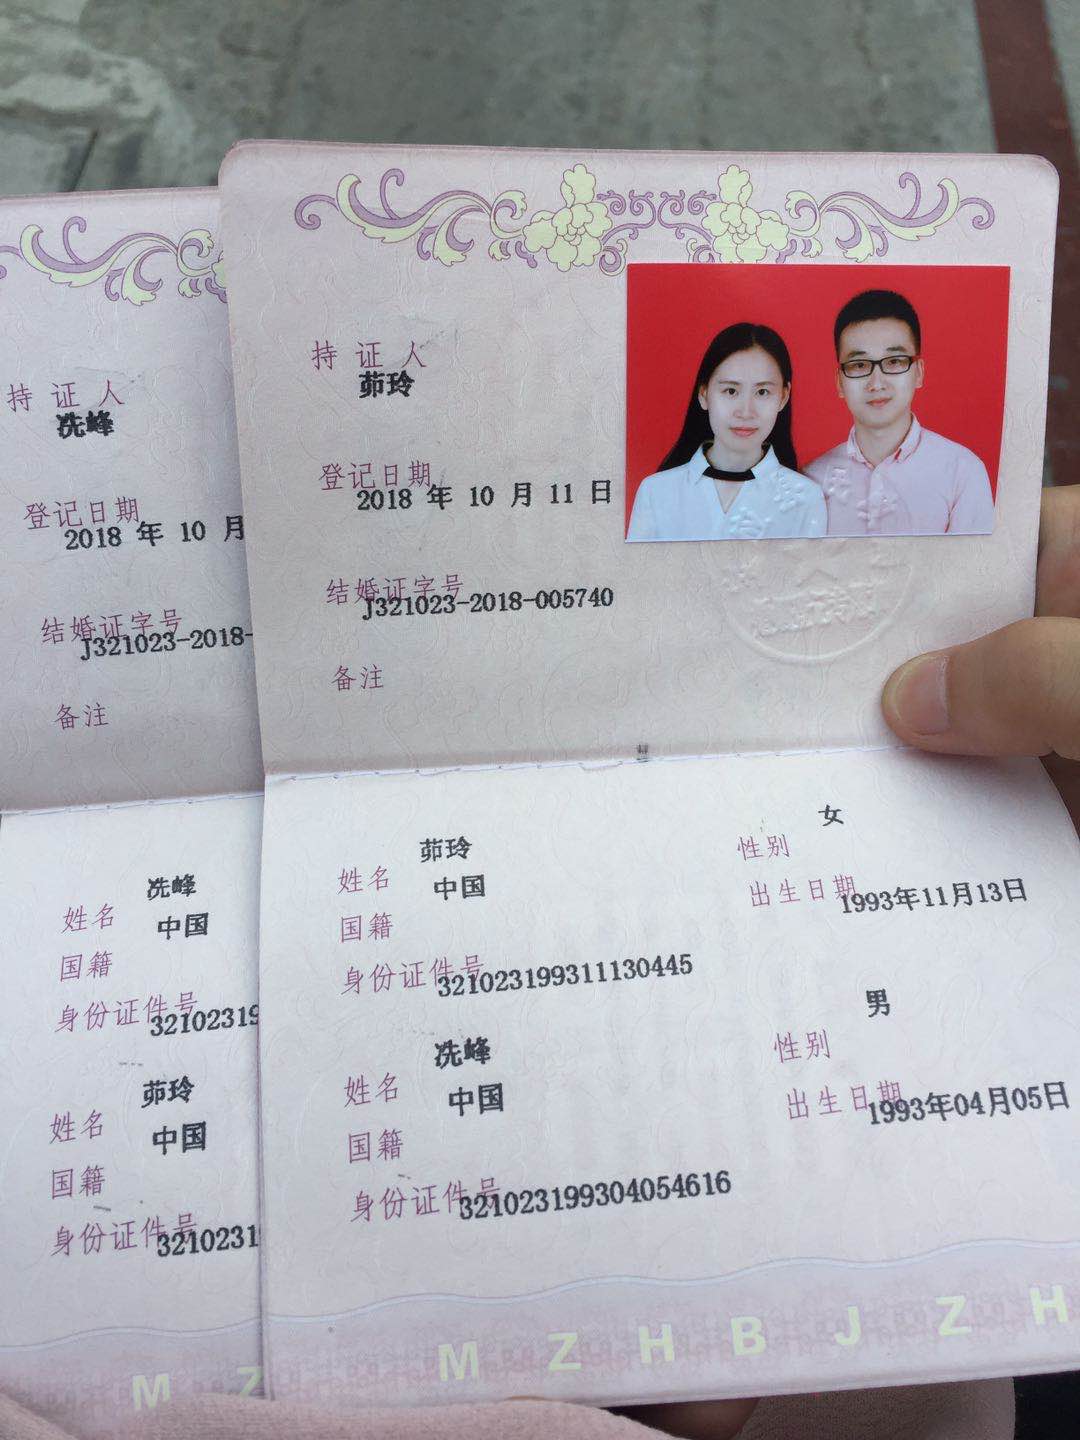 持证人
冼峰
登记日期
2018 年 10 月
结婚证字号
J321023-2018-
备注
姓名 冼峰
国籍 中国
身份证件号 3210231９
姓名 茆玲
国籍 中国
身份证件号 3210231
M Z
持证人
茆玲
登记日期
2018 年 10 月 11 日
结婚证字号
J321023-2018-005740
备注
姓名 茆玲 性别 女
国籍 中国 出生日期 1993年11月13日
身份证件号 321023199311130445
姓名 冼峰 性别 男
国籍 中国 出生日期 1993年04月05日
身份证件号 321023199304054616
M Z H B J Z H